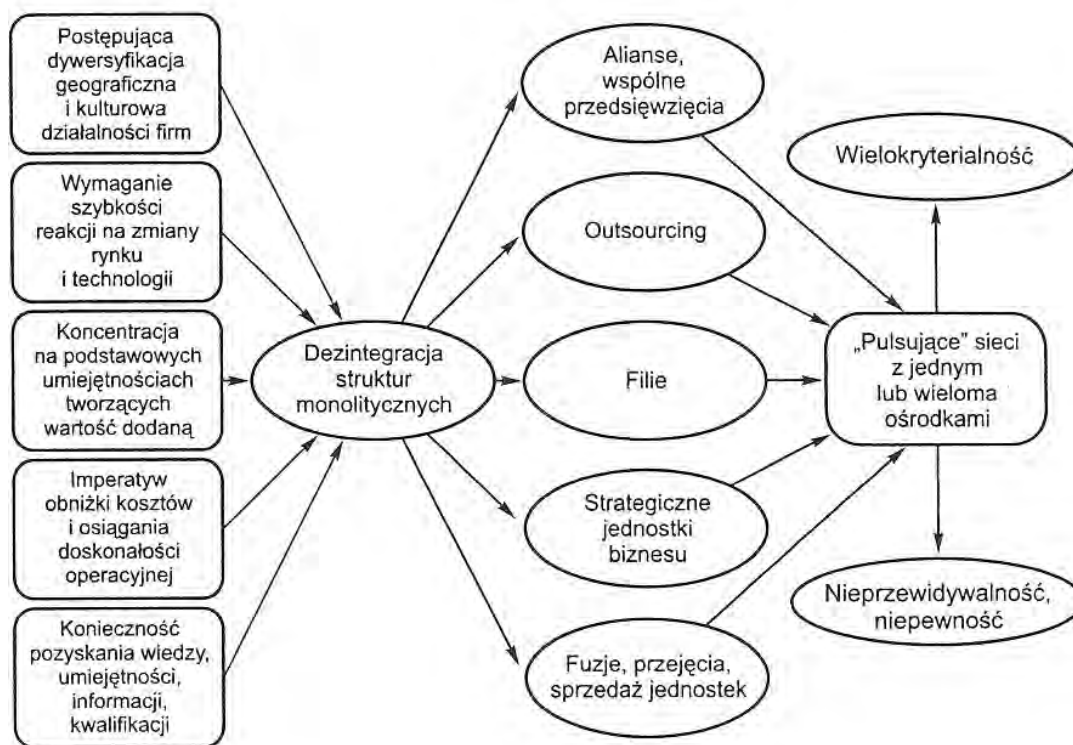 Postępująca
dywersyfikacja
geograficzna
i kulturowa
działalności firm
Wymaganie
szybkości
reakcji na zmiany
rynku
i technologii
Koncentracja
na podstawowych
umiejętnościach
tworzących
wartość dodaną
Imperatyw
obniżki kosztów
i osiągania
doskonałości
operacyjnej
Konieczność
pozyskania wiedzy,
umiejętności,
informacji,
kwalifikacji
Dezintegracja
struktur
monolitycznych
Alianse,
wspólne
przedsięwzięcia
Outsourcing
Filie
Strategiczne
jednostki
biznesu
Fuzje, przejęcia,
sprzedaż jednostek
Wielokryterialność
„Pulsujące” sieci
z jednym
lub wieloma
ośrodkami
Nieprzewidywalność,
niepewność